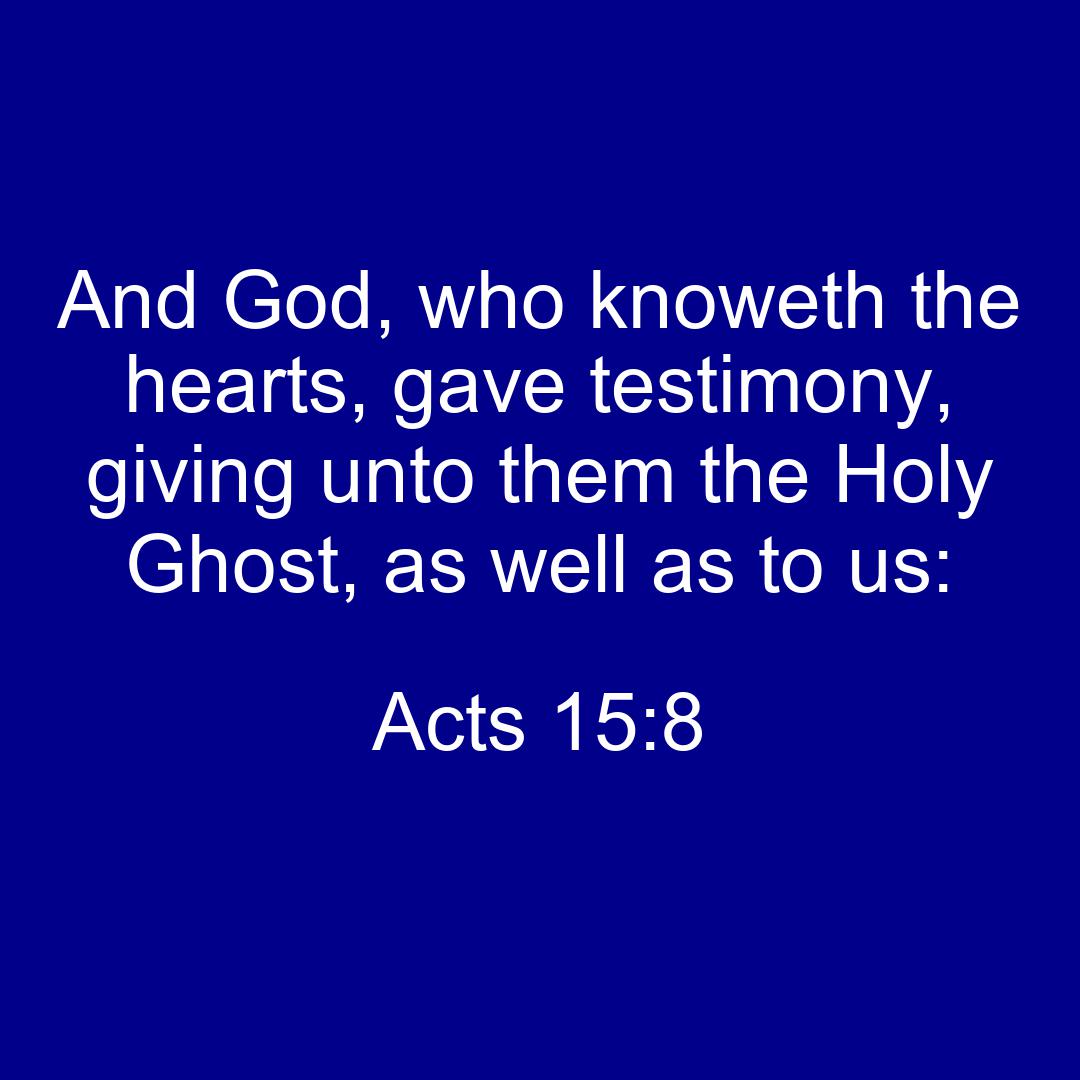 And God, who knoweth the
hearts, gave testimony,
giving unto them the Holy
Ghost, as well as to us:
Acts 15:8